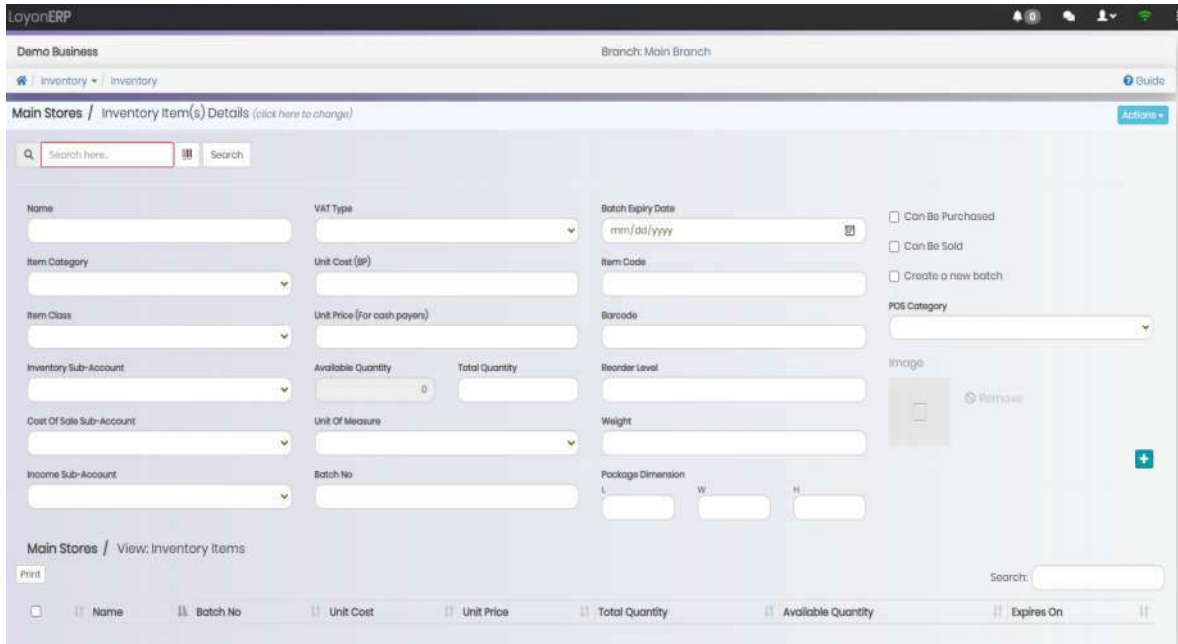 LoyonERP 0
Demo Business Branch: Main Branch
Inventory / Inventory Guide
Main Stores / Inventory Item(s) Details (click here to change) Actions
Search here.. Search
Name VAT Type Batch Expiry Date
mm/dd/yyyy
Can Be Purchased
Can Be Sold
Create a new batch
Item Category Unit Cost (BP) Item Code
Item Class Unit Price (For cash payers) Barcode POS Category
Inventory Sub-Account Available Quantity Total Quantity Reorder Level Image
0
Remove
Cost Of Sale Sub-Account Unit Of Measure Weight
Income Sub-Account Batch No Package Dimension
L W H
Main Stores / View: Inventory Items
Print Search:
Name Batch No Unit Cost Unit Price Total Quantity Available Quantity Expires On